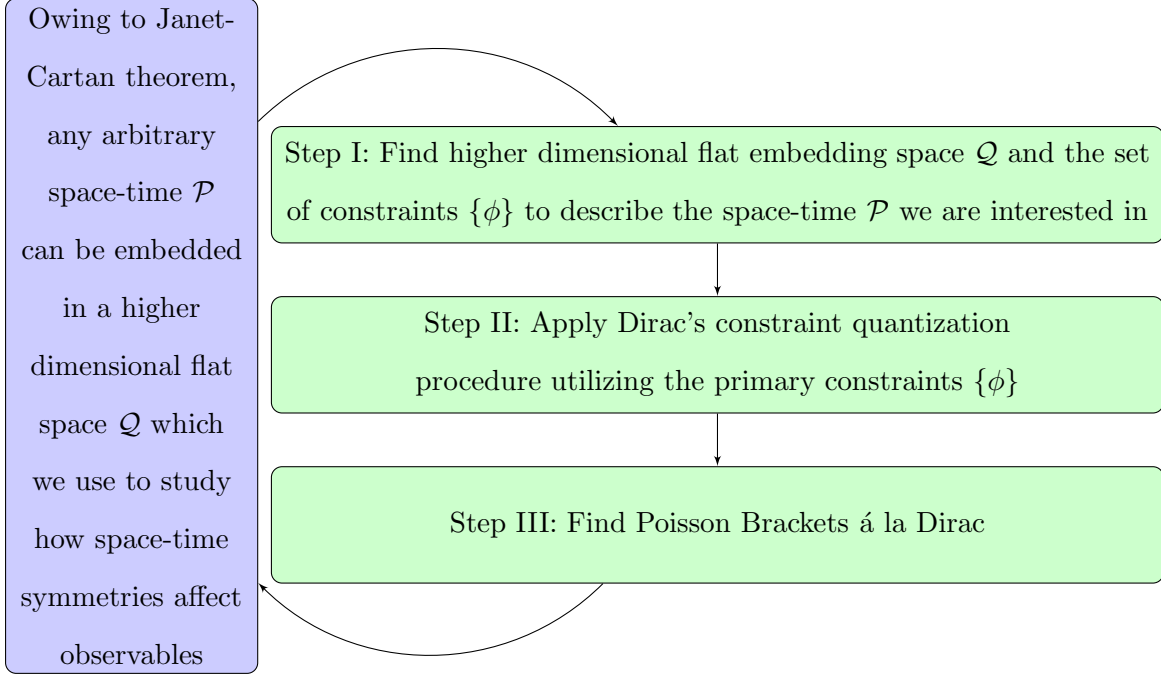 Owing to Janet-
Cartan theorem,
any arbitrary
space-time 𝒫
can be embedded
in a higher
dimensional flat
space 𝒬 which
we use to study
how space-time
symmetries affect
observables
Step I: Find higher dimensional flat embedding space 𝒬 and the set
of constraints {ϕ} to describe the space-time 𝒫 we are interested in
Step II: Apply Dirac's constraint quantization
procedure utilizing the primary constraints {ϕ}
Step III: Find Poisson Brackets á la Dirac